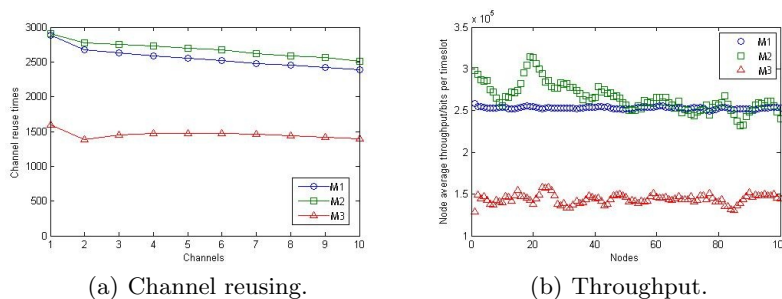 3000
2500
2000
1500
1000
500
0
Channel reuse times
1 2 3 4 5 6 7 8 9 10
Channels
M1
M2
M3
(a) Channel reusing.
x 10^5
3.5
3
2.5
2
1.5
1
Node average throughput/bits per timeslot
0 20 40 60 80 100
Nodes
M1
M2
M3
(b) Throughput.